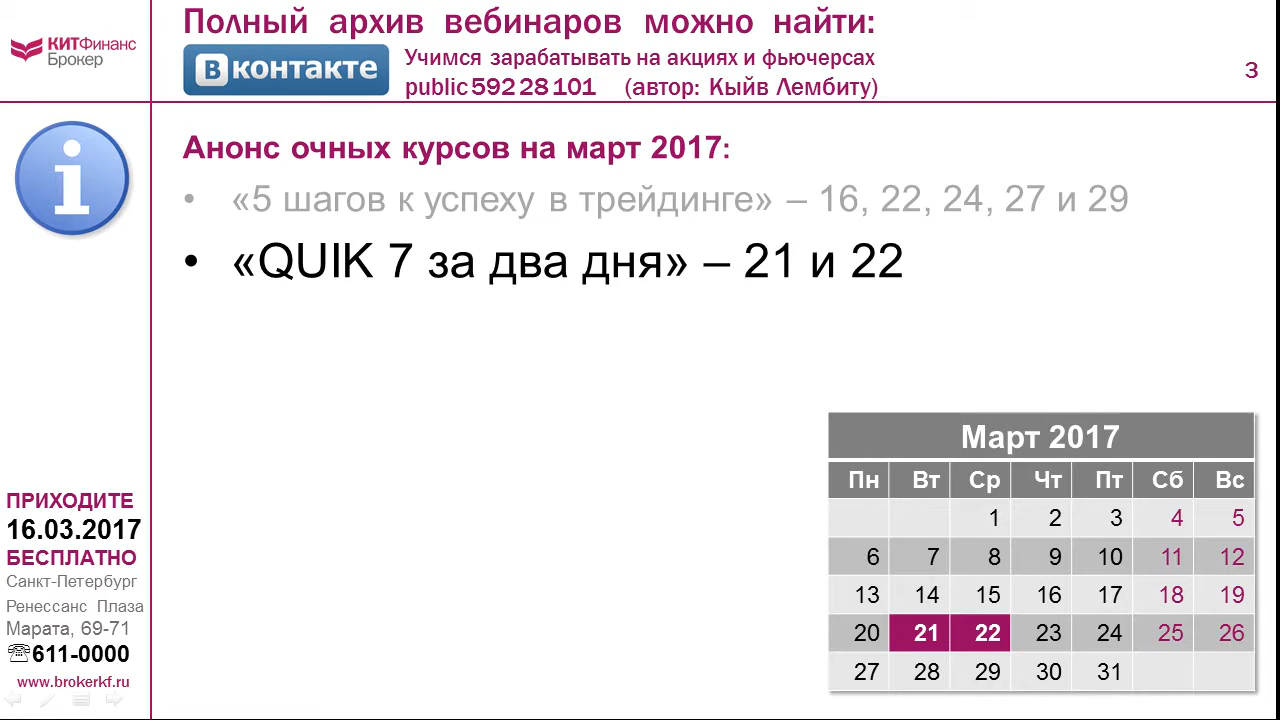 КИТФинанс
Брокер
Полный архив вебинаров можно найти:
в контакте
Учимся зарабатывать на акциях и фьючерсах
public 592 28 101 (автор: Кыйв Лембиту)
3
i
Анонс очных курсов на март 2017:
• «5 шагов к успеху в трейдинге» – 16, 22, 24, 27 и 29
• «QUIK 7 за два дня» – 21 и 22
ПРИХОДИТЕ
16.03.2017
БЕСПЛАТНО
Санкт-Петербург
Ренессанс Плаза
Марата, 69-71
☏611-0000
www.brokerkf.ru
Март 2017
Пн Вт Ср Чт Пт Сб Вс
1 2 3 4 5
6 7 8 9 10 11 12
13 14 15 16 17 18 19
20 21 22 23 24 25 26
27 28 29 30 31